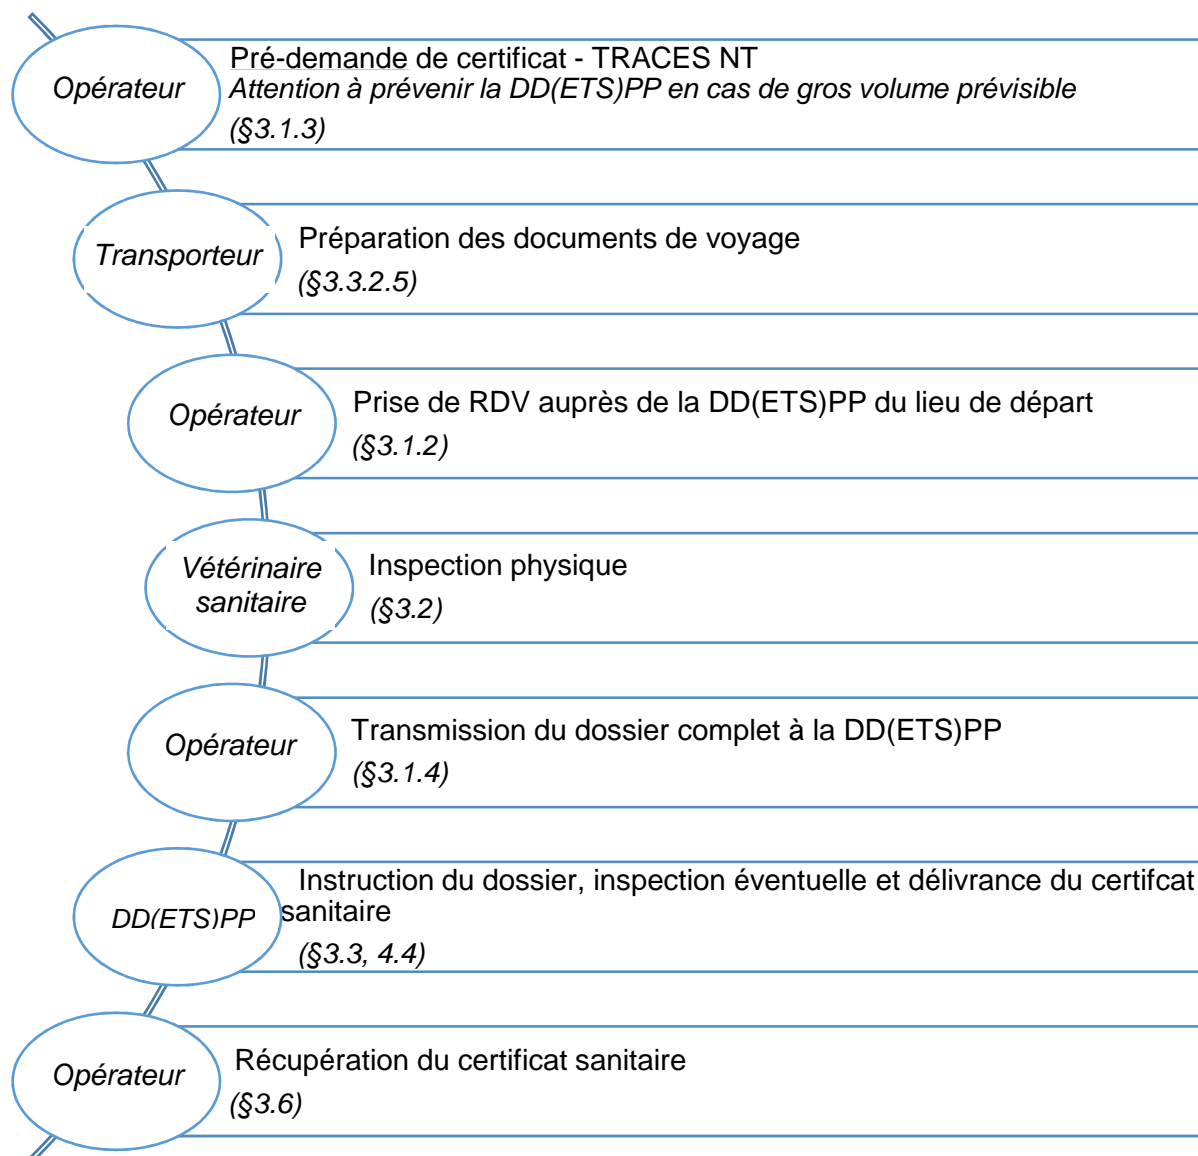 Opérateur
Pré-demande de certificat - TRACES NT
Attention à prévenir la DD(ETS)PP en cas de gros volume prévisible
(§3.1.3)
Transporteur
Préparation des documents de voyage
(§3.3.2.5)
Opérateur
Prise de RDV auprès de la DD(ETS)PP du lieu de départ
(§3.1.2)
Vétérinaire
sanitaire
Inspection physique
(§3.2)
Opérateur
Transmission du dossier complet à la DD(ETS)PP
(§3.1.4)
DD(ETS)PP
Instruction du dossier, inspection éventuelle et délivrance du certifcat
sanitaire
(§3.3, 4.4)
Opérateur
Récupération du certificat sanitaire
(§3.6)